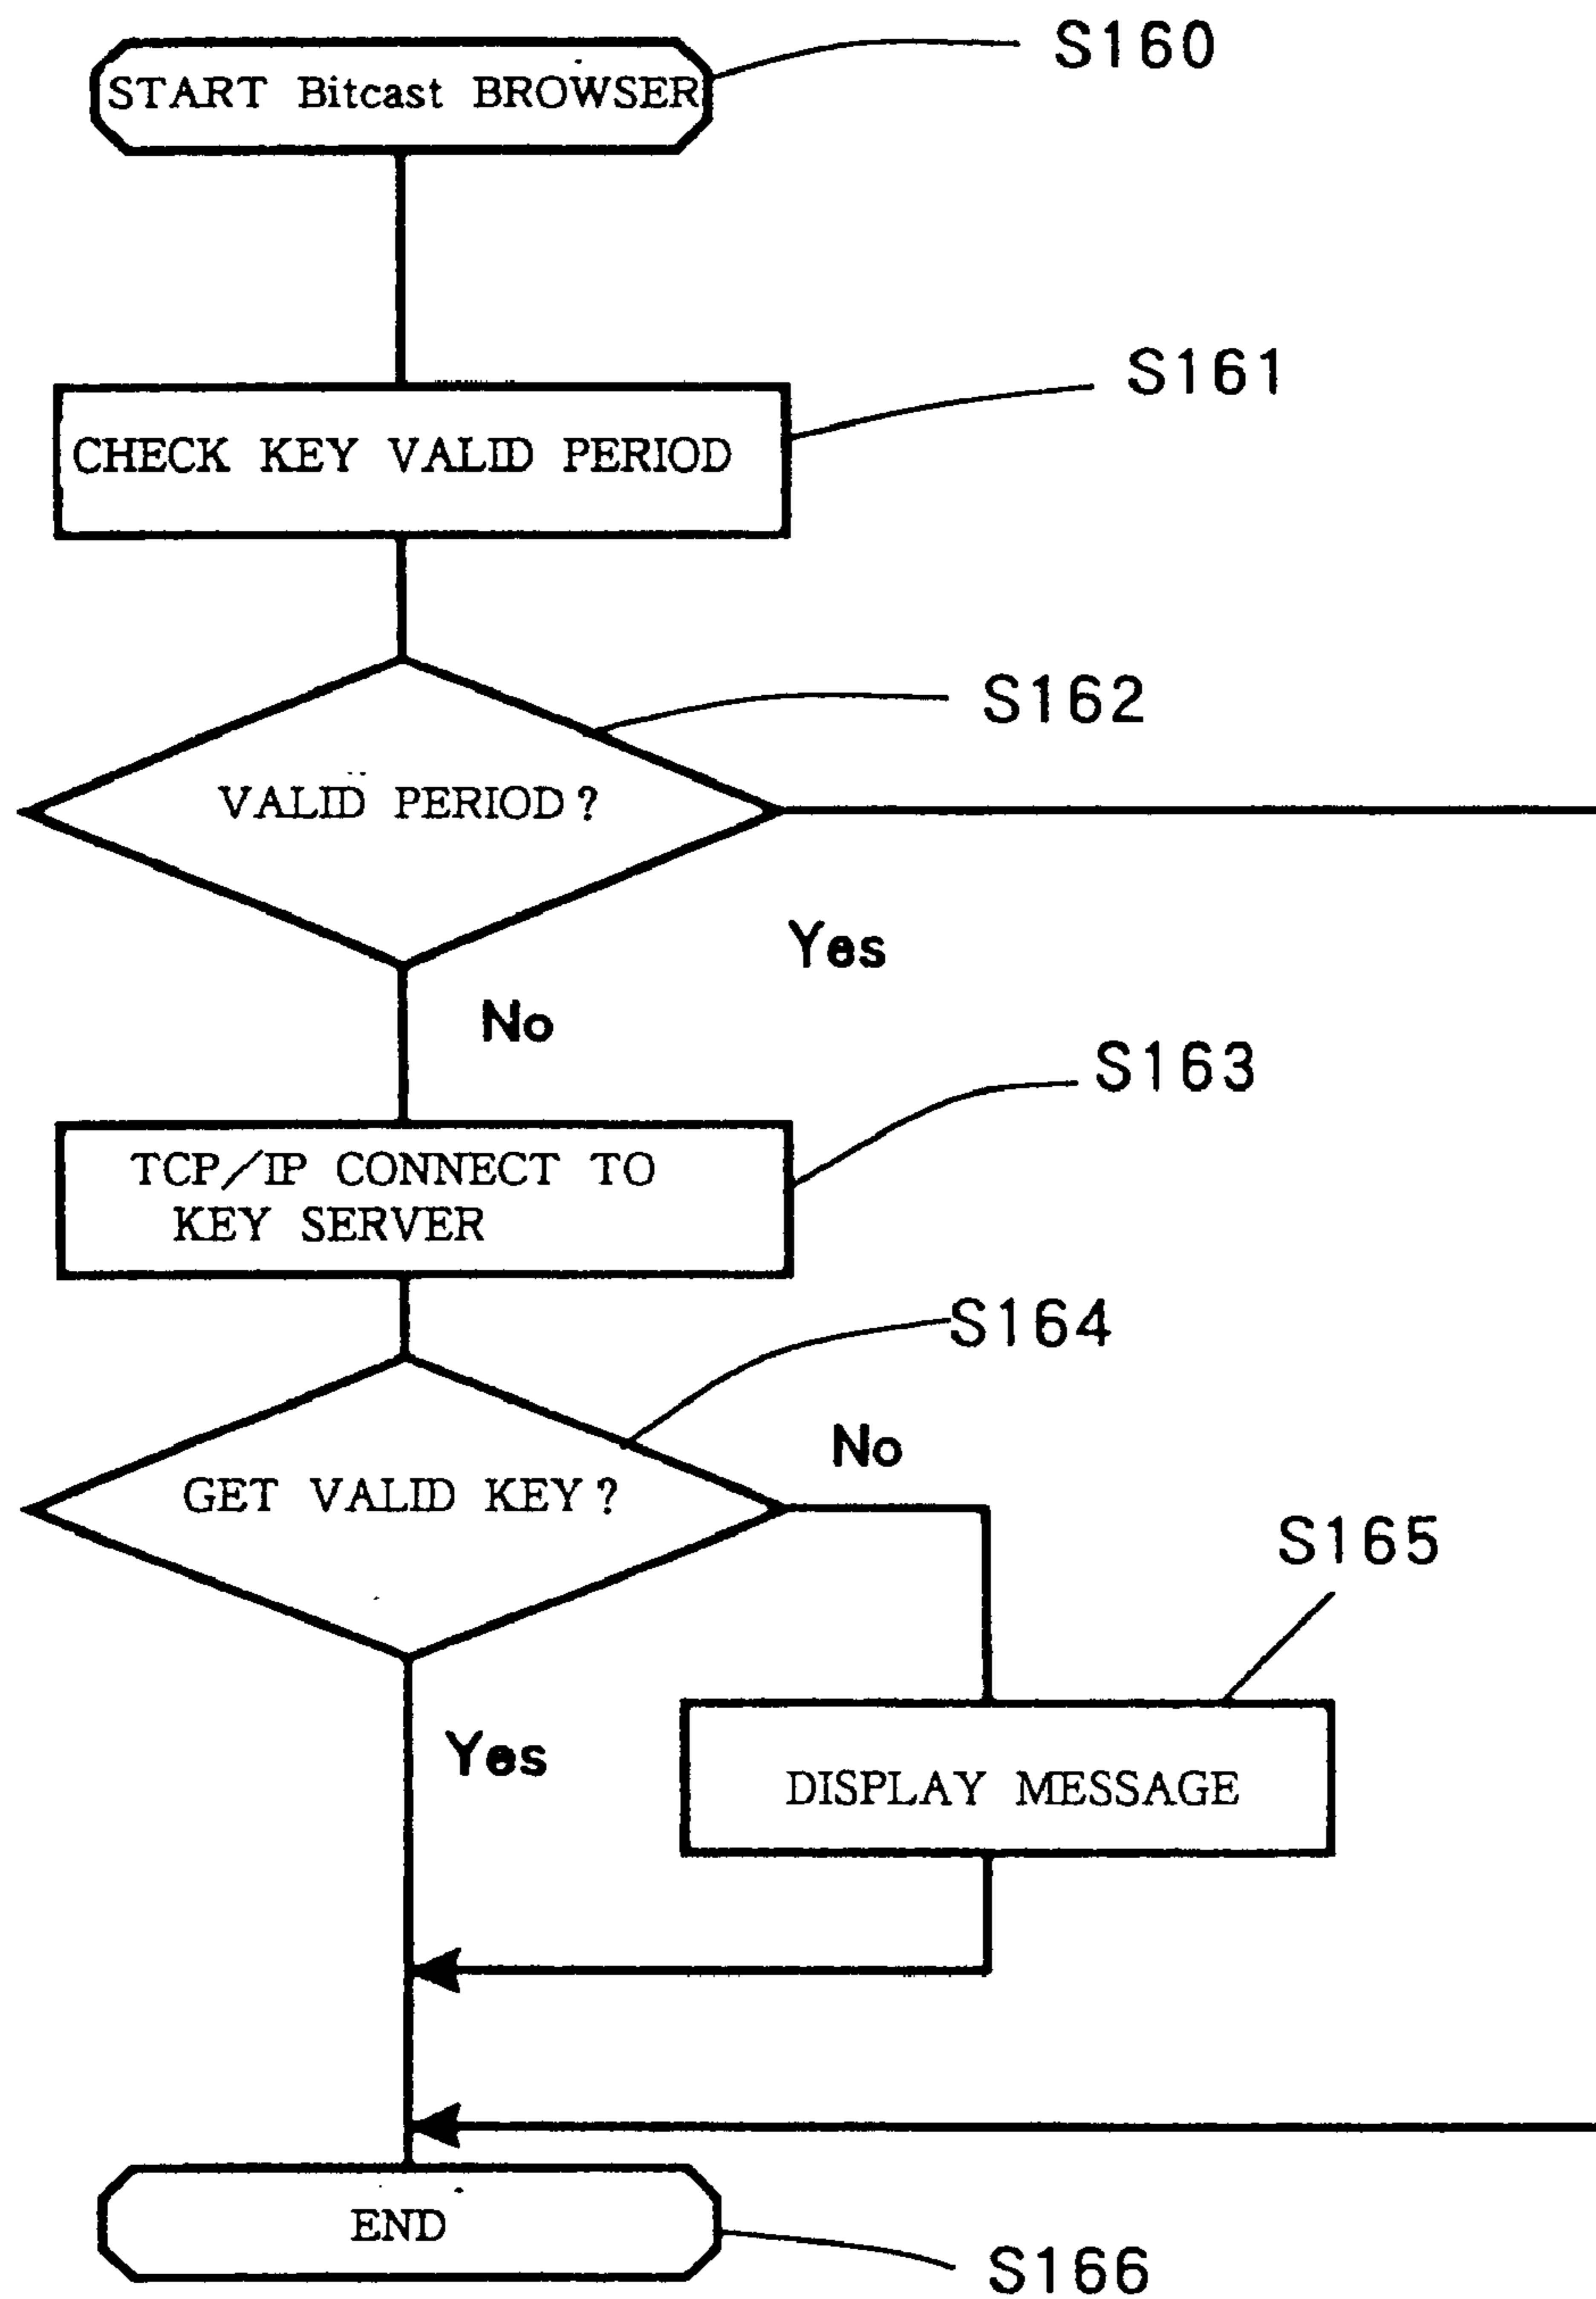 START Bitcast BROWSER
S160
CHECK KEY VALID PERIOD
S161
VALID PERIOD?
S162
Yes
No
TCP/IP CONNECT TO
KEY SERVER
S163
GET VALID KEY?
S164
No
S165
Yes
DISPLAY MESSAGE
END
S166